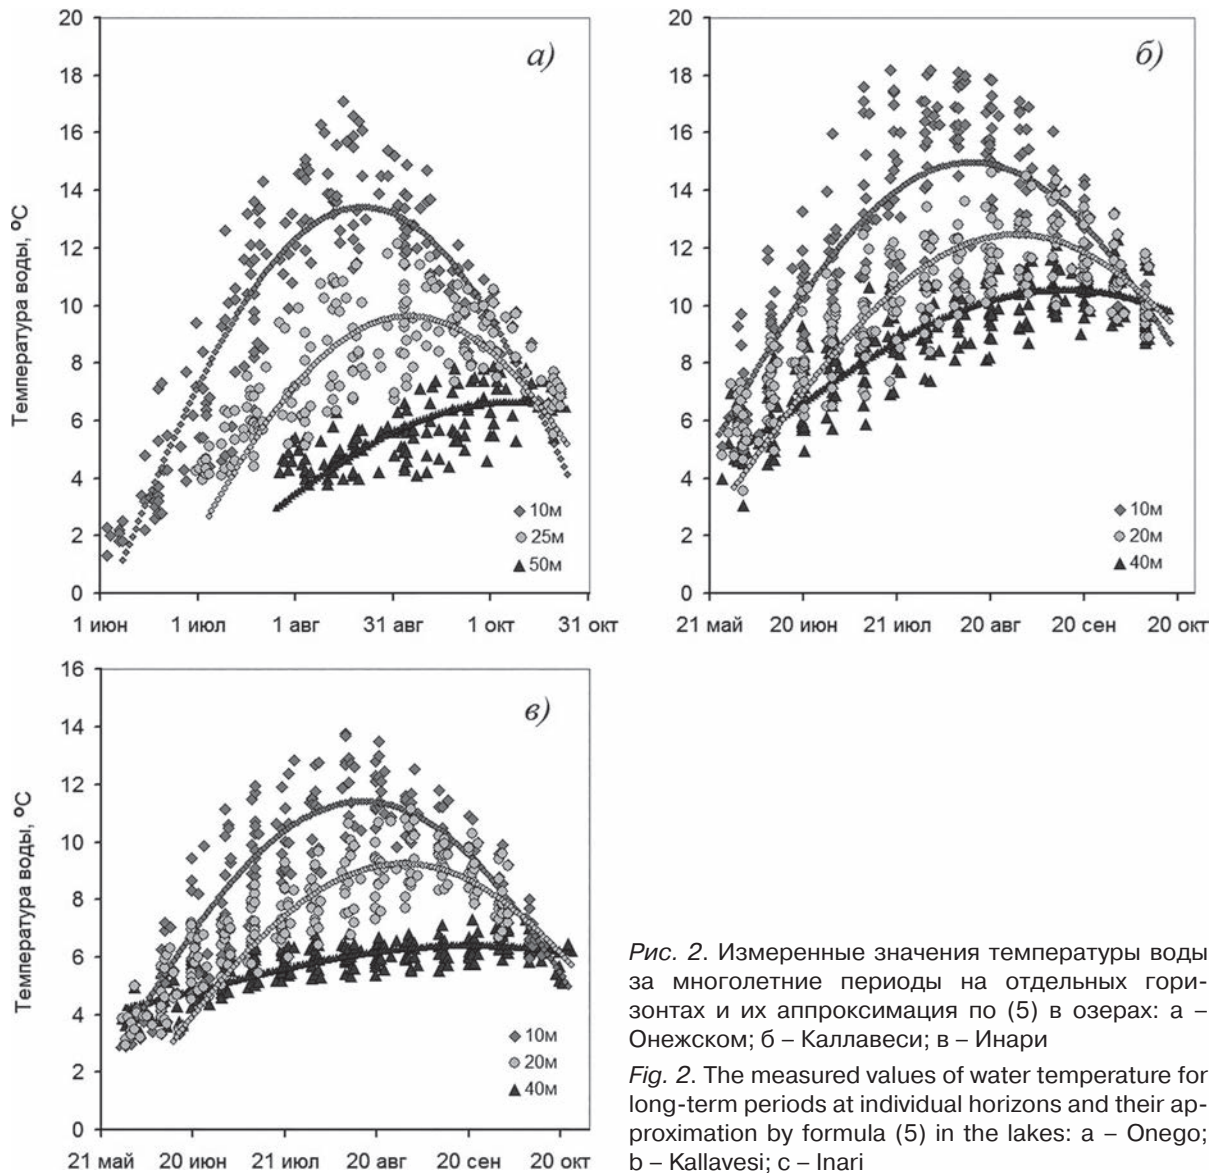 20
18
16
14
12
10
8
6
4
2
0
Температура воды, °C
а)
10м
25м
50м
1 июн 1 июл 1 авг 31 авг 1 окт 31 окт
20
18
16
14
12
10
8
6
4
2
0
б)
10м
20м
40м
21 май 20 июн 21 июл 20 авг 20 сен 20 окт
16
14
12
10
8
6
4
2
0
Температура воды, °C
в)
10м
20м
40м
21 май 20 июн 21 июл 20 авг 20 сен 20 окт
Рис. 2. Измеренные значения температуры воды
за многолетние периоды на отдельных гори-
зонтах и их аппроксимация по (5) в озерах: а –
Онежском; б – Каллавеси; в – Инари
Fig. 2. The measured values of water temperature for
long-term periods at individual horizons and their ap-
proximation by formula (5) in the lakes: a – Onego;
b – Kallavesi; c – Inari